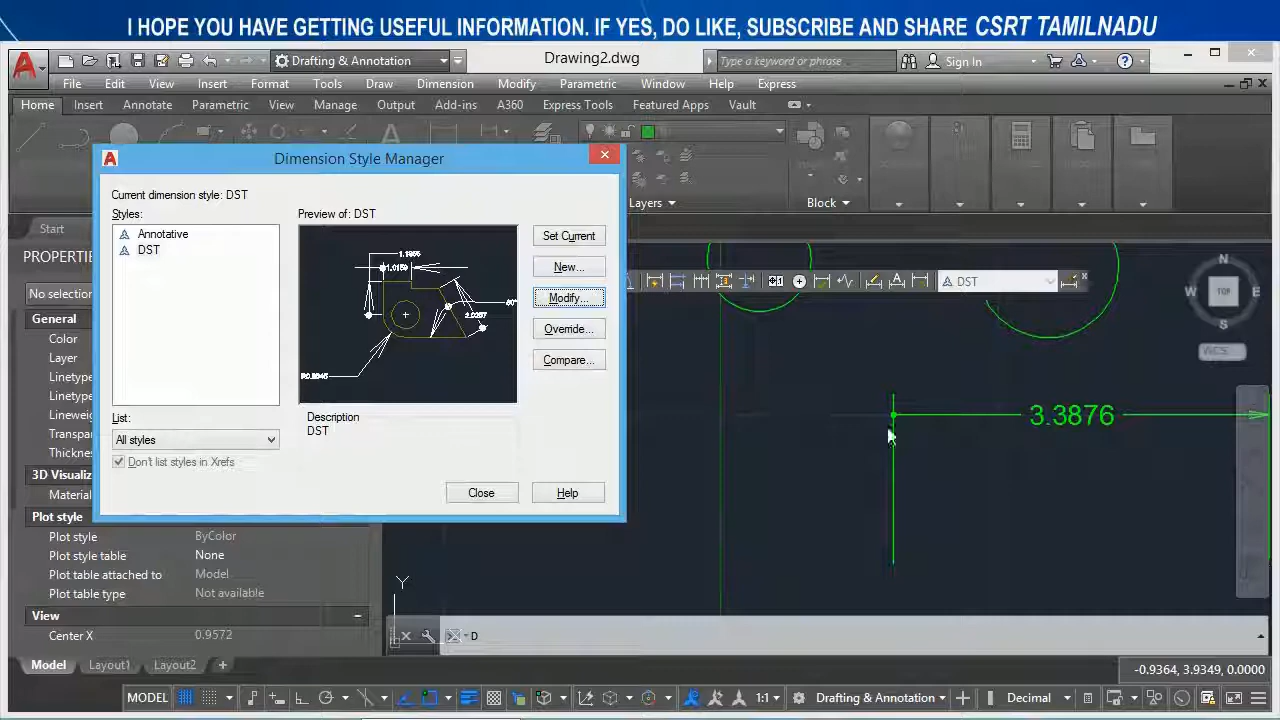 I HOPE YOU HAVE GETTING USEFUL INFORMATION. IF YES, DO LIKE, SUBSCRIBE AND SHARE CSRT TAMILNADU
Drafting & Annotation
Drawing2.dwg
Type a keyword or phrase
Sign In
File Edit View Insert Format Tools Draw Dimension Modify Parametric Window Help Express
Home Insert Annotate Parametric View Manage Output Add-ins A360 Express Tools Featured Apps Vault
Layers
Block
Start
Dimension Style Manager
Current dimension style: DST
Styles:
Annotative
DST
Preview of: DST
Set Current
New...
Modify...
Override...
Compare...
List:
All styles
Don't list styles in Xrefs
Description
DST
Close
Help
PROPERTIE
No selection
General
Color
Layer
Linetype
Linetype
Lineweig
Transpar
Thicknes
3D Visualiz
Material
Plot style
Plot style ByColor
Plot style table None
Plot table attached to Model
Plot table type Not available
View
Center X 0.9572
DST
N
W TOP E
S
WCS
3.3876
Y
D
Model Layout1 Layout2 +
-0.9364, 3.9349, 0.0000
MODEL
1:1
Drafting & Annotation
Decimal